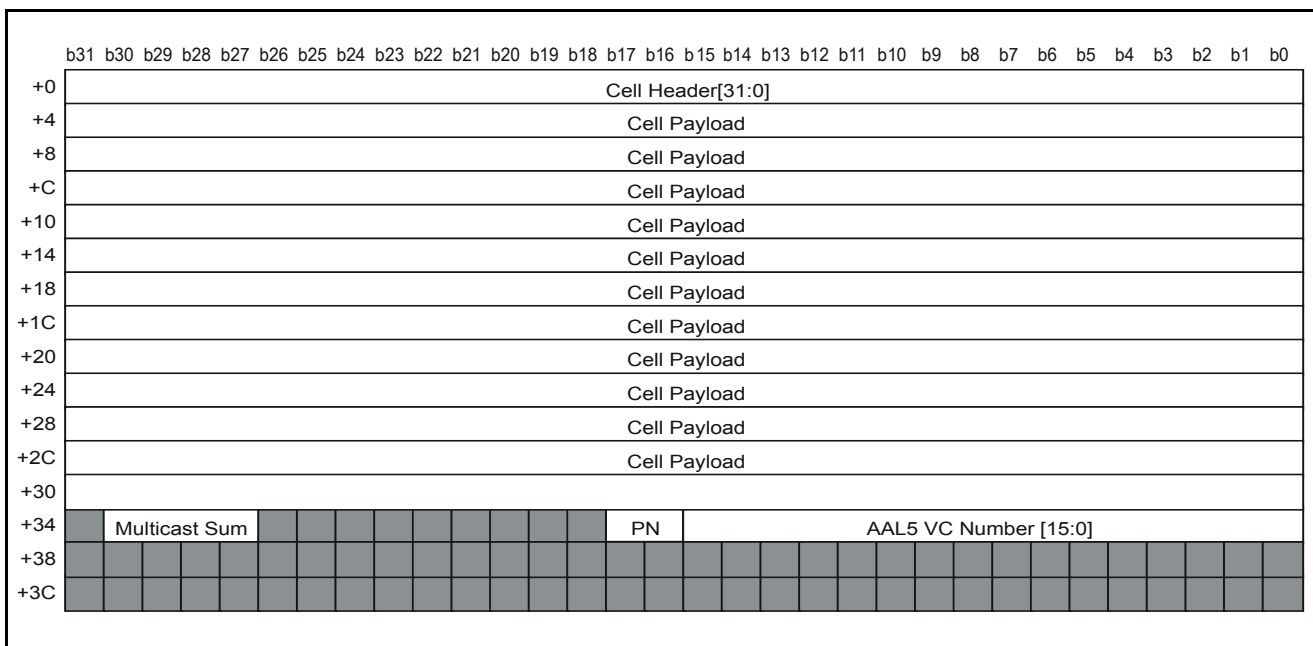 b31 b30 b29 b28 b27 b26 b25 b24 b23 b22 b21 b20 b19 b18 b17 b16 b15 b14 b13 b12 b11 b10 b9 b8 b7 b6 b5 b4 b3 b2 b1 b0
+0 Cell Header[31:0]
+4 Cell Payload
+8 Cell Payload
+C Cell Payload
+10 Cell Payload
+14 Cell Payload
+18 Cell Payload
+1C Cell Payload
+20 Cell Payload
+24 Cell Payload
+28 Cell Payload
+2C Cell Payload
+30
+34 Multicast Sum PN AAL5 VC Number [15:0]
+38
+3C